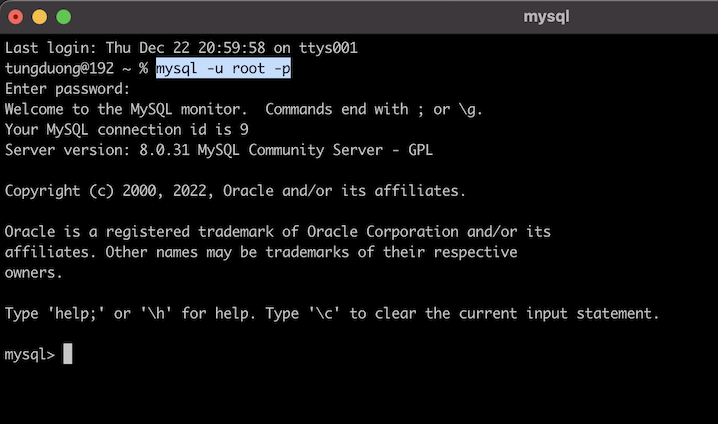 mysql
Last login: Thu Dec 22 20:59:58 on ttys001
tungduong@192 ~ % mysql -u root -p
Enter password:
Welcome to the MySQL monitor.  Commands end with ; or \g.
Your MySQL connection id is 9
Server version: 8.0.31 MySQL Community Server - GPL
Copyright (c) 2000, 2022, Oracle and/or its affiliates.
Oracle is a registered trademark of Oracle Corporation and/or its
affiliates. Other names may be trademarks of their respective
owners.
Type 'help;' or '\h' for help. Type '\c' to clear the current input statement.
mysql>